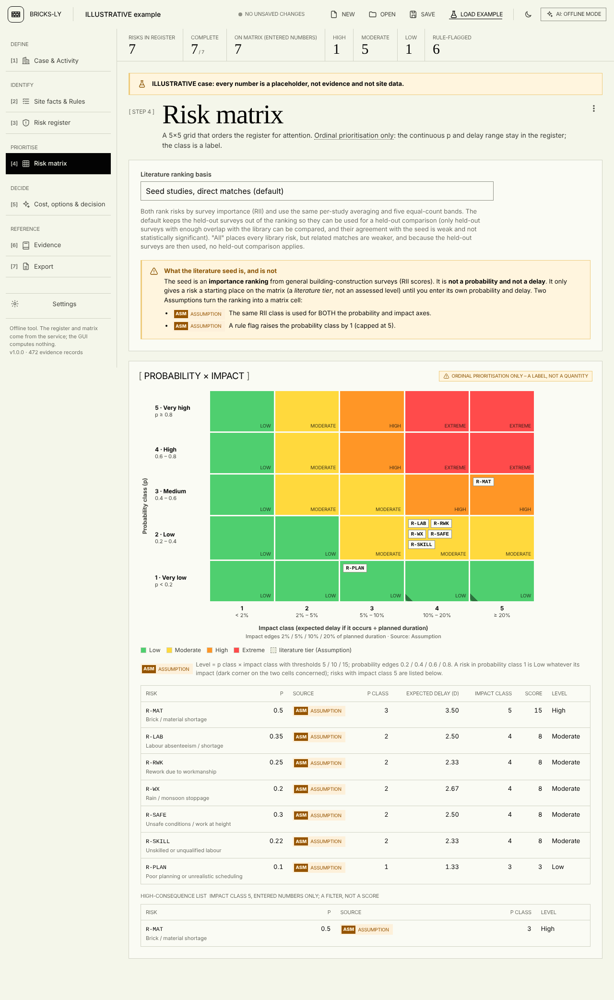 BRICKS-LY
ILLUSTRATIVE example
NO UNSAVED CHANGES
NEW
OPEN
SAVE
LOAD EXAMPLE
AI: OFFLINE MODE
DEFINE
[1] Case & Activity
IDENTIFY
[2] Site facts & Rules
[3] Risk register
PRIORITISE
[4] Risk matrix
DECIDE
[5] Cost, options & decision
REFERENCE
[6] Evidence
[7] Export
Settings
Offline tool. The register and matrix
come from the service; the GUI
computes nothing.
v1.0.0 · 472 evidence records
RISKS IN REGISTER
7
COMPLETE
7 / 7
ON MATRIX (ENTERED NUMBERS)
7
HIGH
1
MODERATE
5
LOW
1
RULE-FLAGGED
6
ILLUSTRATIVE case: every number is a placeholder, not evidence and not site data.
[ STEP 4 ] Risk matrix
A 5×5 grid that orders the register for attention. Ordinal prioritisation only: the continuous p and delay range stay in the register;
the class is a label.
Literature ranking basis
Seed studies, direct matches (default)
Both rank risks by survey importance (RII) and use the same per-study averaging and five equal-count bands. The
default keeps the held-out surveys out of the ranking so they can be used for a held-out comparison (only held-out
surveys with enough overlap with the library can be compared, and their agreement with the seed is weak and not
statistically significant). "All" places every library risk, but related matches are weaker, and because the held-out
surveys are then used, no held-out comparison applies.
What the literature seed is, and is not
The seed is an importance ranking from general building-construction surveys (RII scores). It is not a probability and not a delay. It only
gives a risk a starting place on the matrix (a literature tier, not an assessed level) until you enter its own probability and delay. Two
Assumptions turn the ranking into a matrix cell:
• ASM ASSUMPTION The same RII class is used for BOTH the probability and impact axes.
• ASM ASSUMPTION A rule flag raises the probability class by 1 (capped at 5).
[ PROBABILITY × IMPACT ]
ORDINAL PRIORITISATION ONLY – A LABEL, NOT A QUANTITY
Probability class (p)
5 · Very high
p ≥ 0.8
LOW MODERATE HIGH EXTREME EXTREME
4 · High
0.6 – 0.8
LOW MODERATE HIGH EXTREME EXTREME
3 · Medium
0.4 – 0.6
R-MAT
LOW MODERATE MODERATE HIGH HIGH
2 · Low
0.2 – 0.4
R-LAB R-RWK
R-WX R-SAFE
R-SKILL
LOW LOW MODERATE MODERATE MODERATE
1 · Very low
p < 0.2
R-PLAN
LOW LOW LOW LOW LOW
1 2 3 4 5
< 2% 2% – 5% 5% – 10% 10% – 20% ≥ 20%
Impact class (expected delay if it occurs ÷ planned duration)
Impact edges 2% / 5% / 10% / 20% of planned duration · Source: Assumption
Low Moderate High Extreme literature tier (Assumption)
ASM ASSUMPTION Level = p class × impact class with thresholds 5 / 10 / 15; probability edges 0.2 / 0.4 / 0.6 / 0.8. A risk in probability class 1 is Low whatever its
impact (dark corner on the two cells concerned); risks with impact class 5 are listed below.
RISK P SOURCE P CLASS EXPECTED DELAY (D) IMPACT CLASS SCORE LEVEL
R-MAT 0.5 ASM ASSUMPTION 3 3.50 5 15 High
Brick / material shortage
R-LAB 0.35 ASM ASSUMPTION 2 2.50 4 8 Moderate
Labour absenteeism / shortage
R-RWK 0.25 ASM ASSUMPTION 2 2.33 4 8 Moderate
Rework due to workmanship
R-WX 0.2 ASM ASSUMPTION 2 2.67 4 8 Moderate
Rain / monsoon stoppage
R-SAFE 0.3 ASM ASSUMPTION 2 2.50 4 8 Moderate
Unsafe conditions / work at height
R-SKILL 0.22 ASM ASSUMPTION 2 2.33 4 8 Moderate
Unskilled or unqualified labour
R-PLAN 0.1 ASM ASSUMPTION 1 1.33 3 3 Low
Poor planning or unrealistic scheduling
HIGH-CONSEQUENCE LIST IMPACT CLASS 5, ENTERED NUMBERS ONLY; A FILTER, NOT A SCORE
RISK P SOURCE P CLASS LEVEL
R-MAT 0.5 ASM ASSUMPTION 3 High
Brick / material shortage